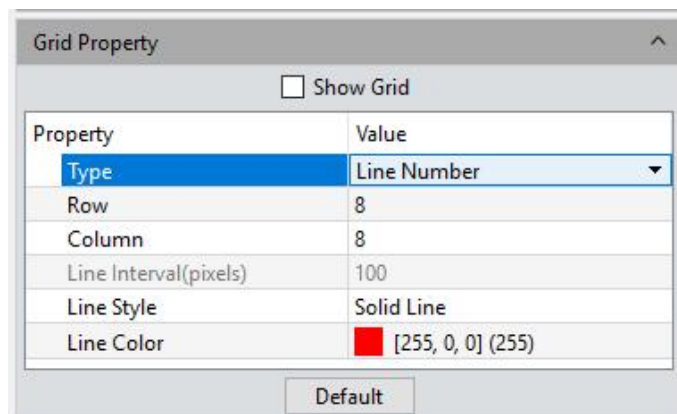 Grid Property
Show Grid
Property Value
Type Line Number
Row 8
Column 8
Line Interval(pixels) 100
Line Style Solid Line
Line Color [255, 0, 0] (255)
Default